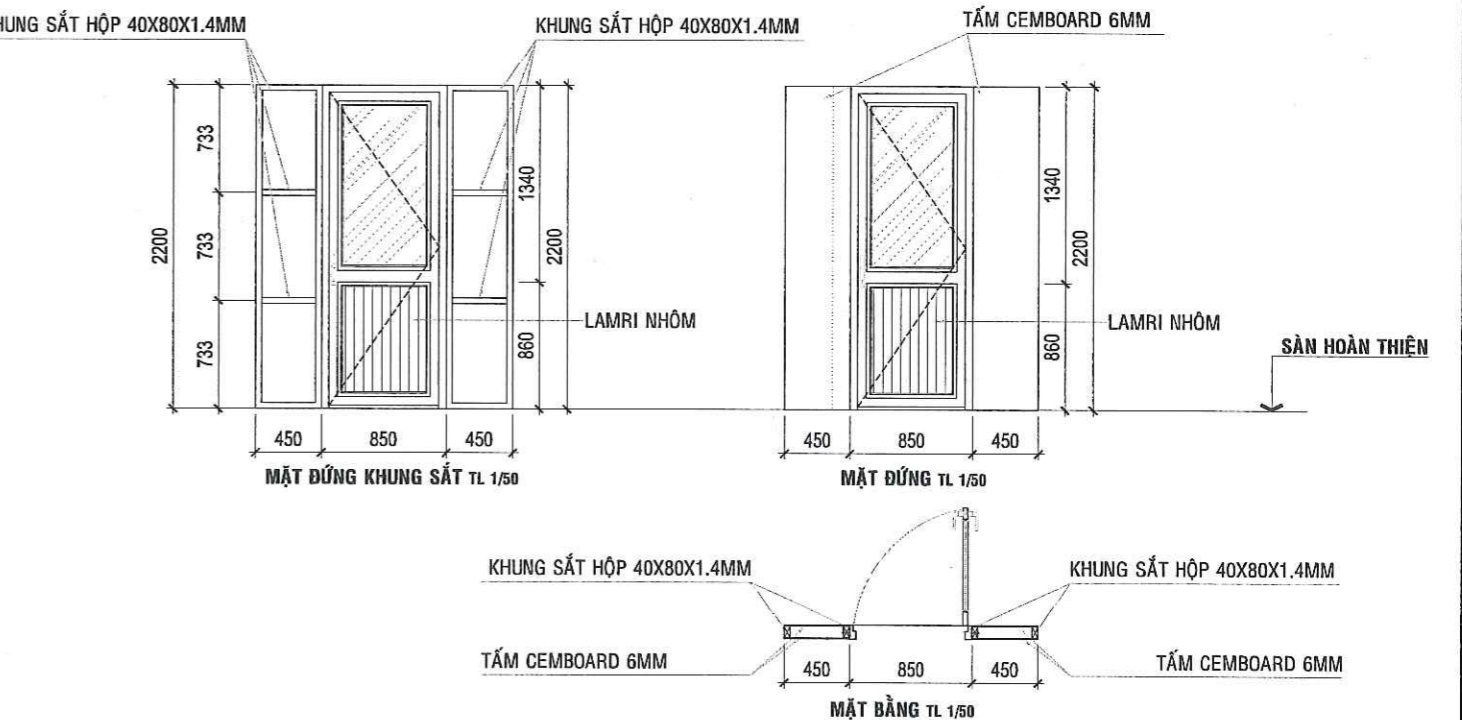 HUNG SẮT HỘP 40X80X1.4MM
KHUNG SẮT HỘP 40X80X1.4MM
TẤM CEMBOARD 6MM
2200
733
733
733
1340
860
2200
LAMRI NHÔM
450
850
450
MẶT ĐỨNG KHUNG SẮT TL 1/50
1340
860
2200
LAMRI NHÔM
SÀN HOÀN THIỆN
450
850
450
MẶT ĐỨNG TL 1/50
KHUNG SẮT HỘP 40X80X1.4MM
KHUNG SẮT HỘP 40X80X1.4MM
TẤM CEMBOARD 6MM
TẤM CEMBOARD 6MM
450
850
450
MẶT BẰNG TL 1/50